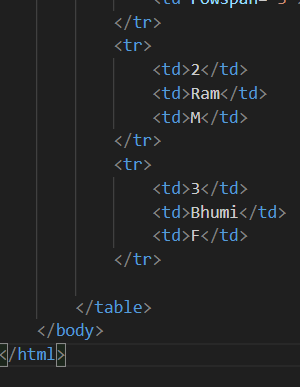 </tr>
<tr>
<td>2</td>
<td>Ram</td>
<td>M</td>
</tr>
<tr>
<td>3</td>
<td>Bhumi</td>
<td>F</td>
</tr>
</table>
</body>
</html>